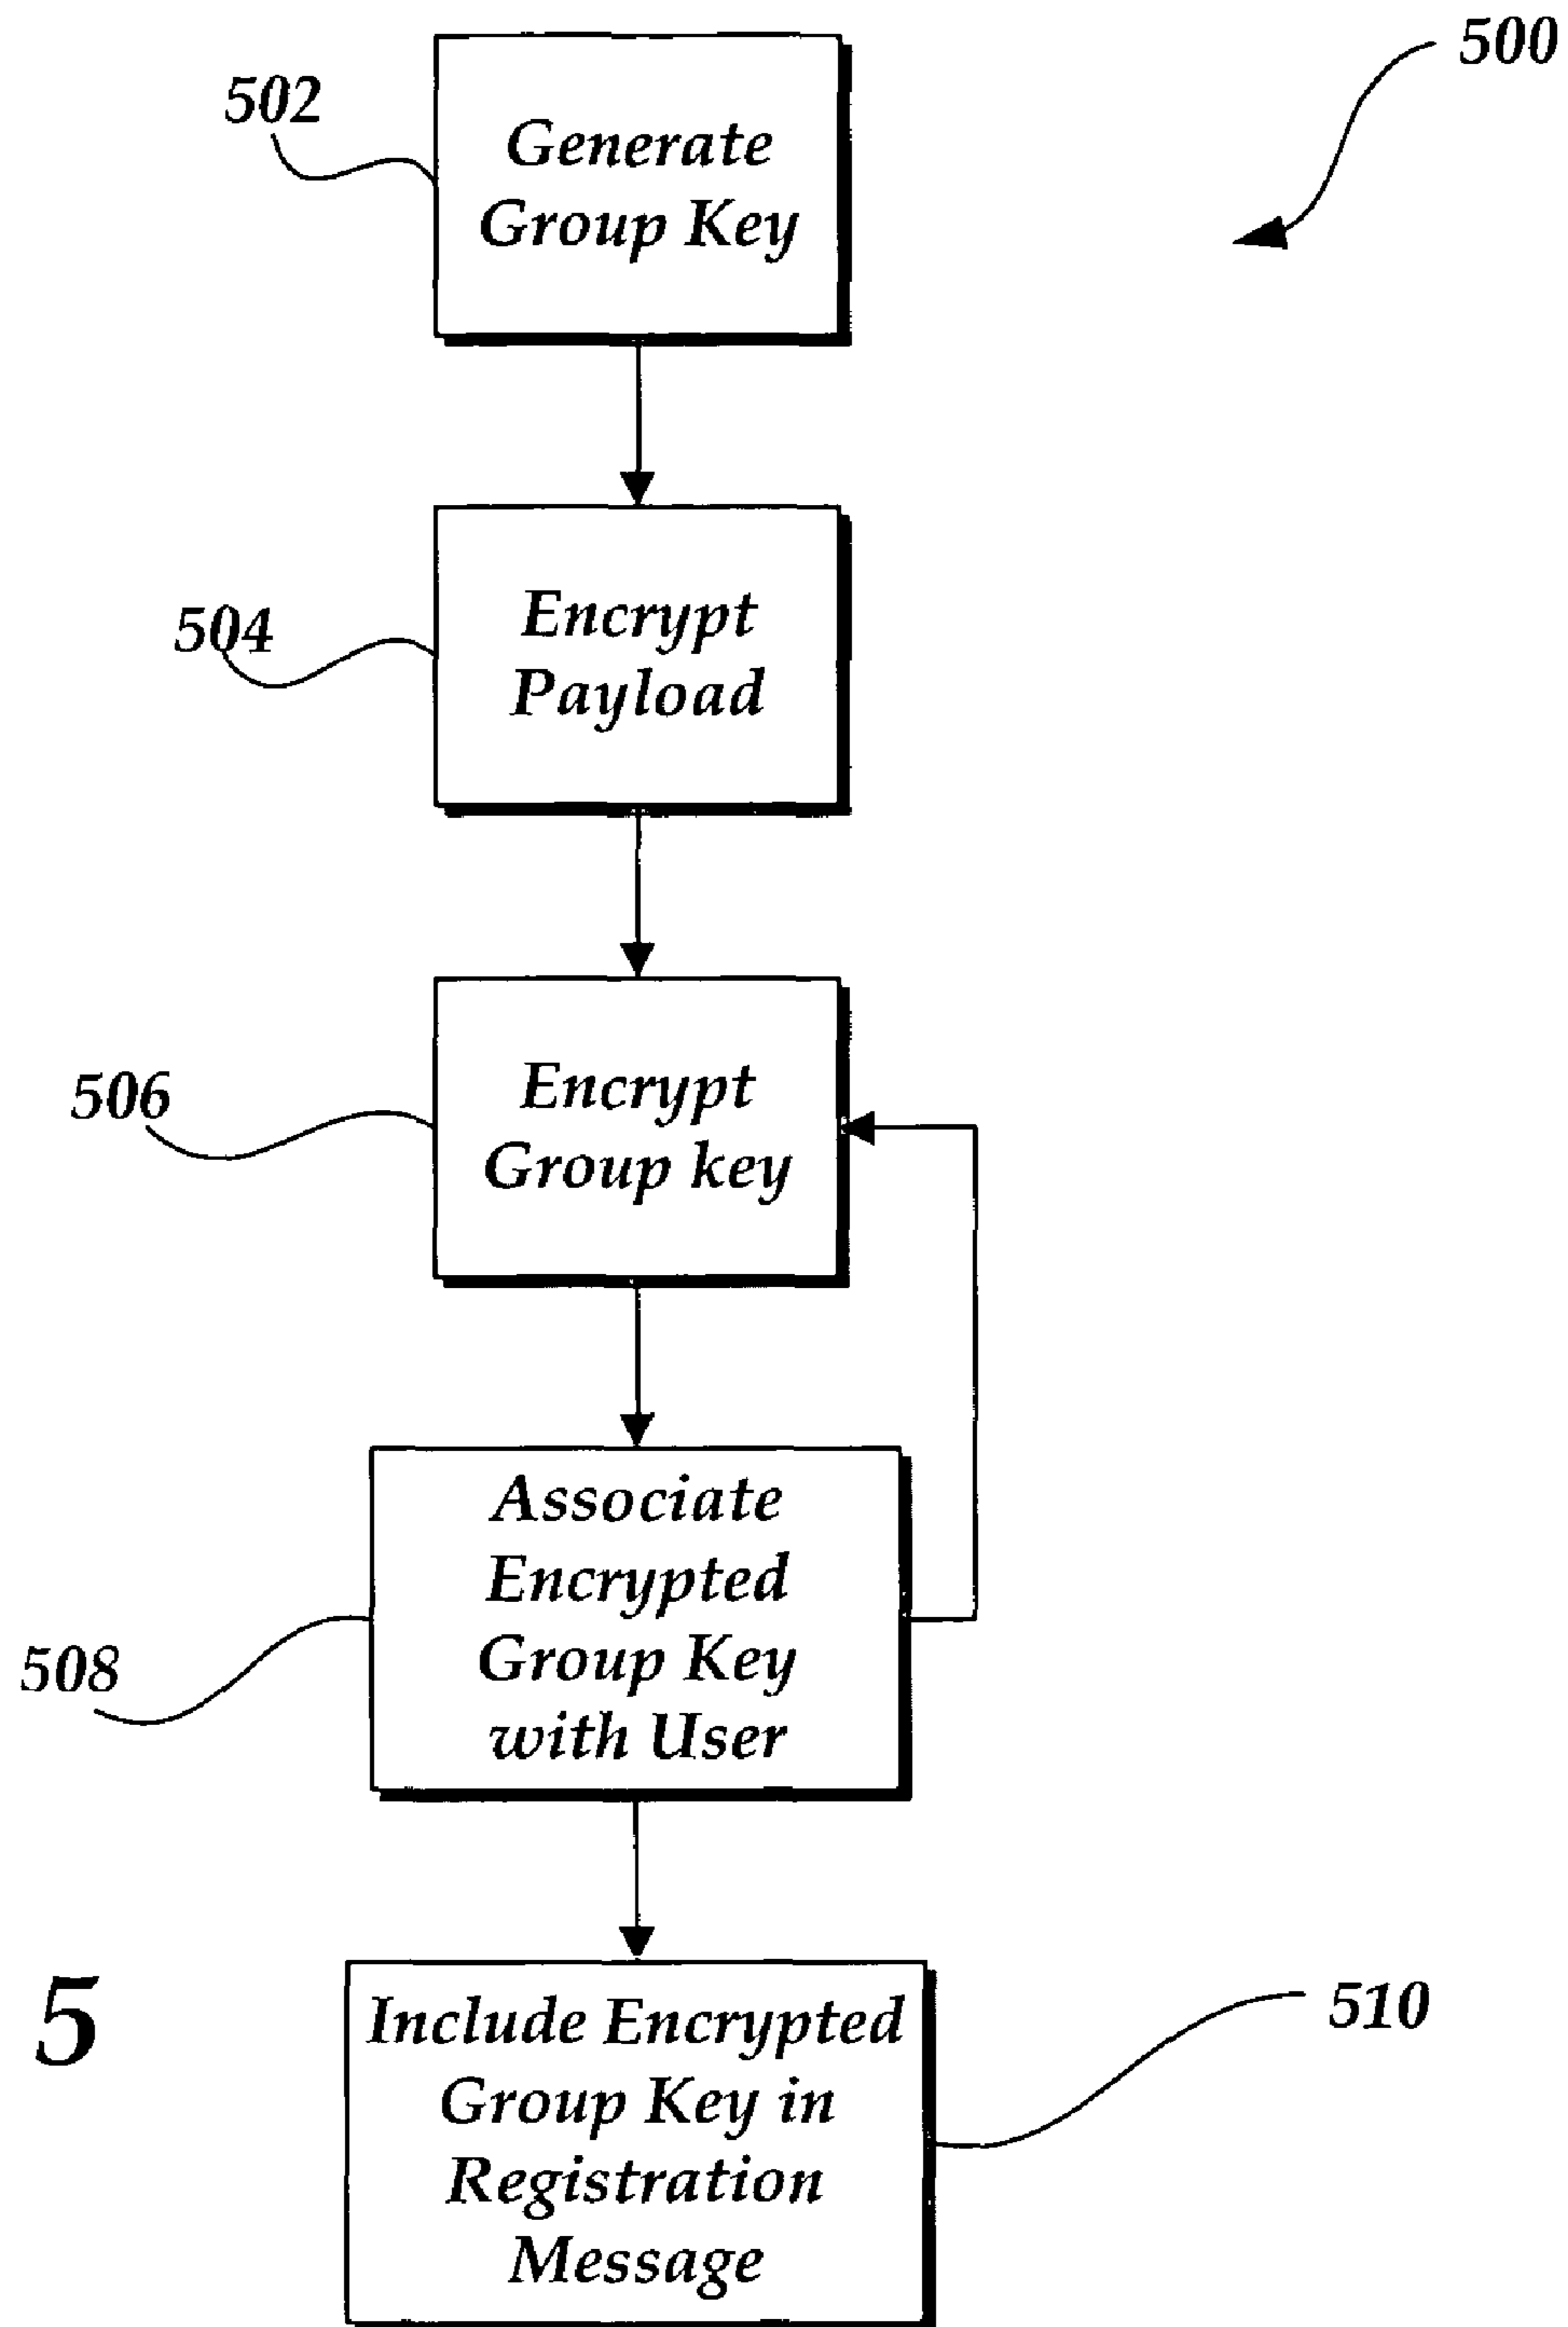 500
502
Generate
Group Key
504
Encrypt
Payload
506
Encrypt
Group key
508
Associate
Encrypted
Group Key
with User
5
510
Include Encrypted
Group Key in
Registration
Message